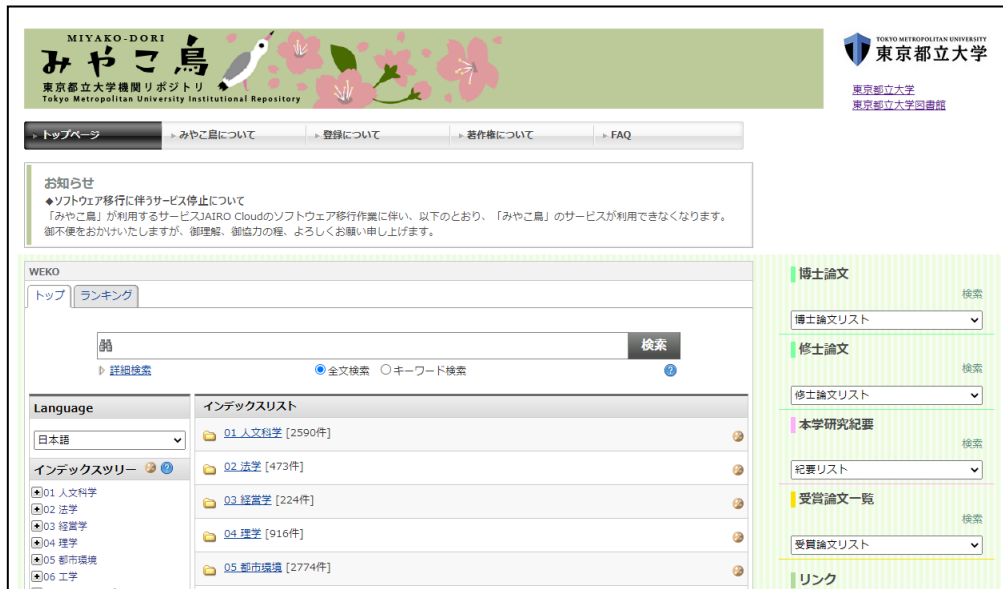 MIYAKO-DORI
みやこ鳥
東京都立大学機関リポジトリ
Tokyo Metropolitan University Institutional Repository
TOKYO METROPOLITAN UNIVERSITY
東京都立大学
東京都立大学
東京都立大学図書館
トップページ
みやこ鳥について
登録について
著作権について
FAQ
お知らせ
◆ソフトウェア移行に伴うサービス停止について
「みやこ鳥」が利用するサービスJAIRO Cloudのソフトウェア移行作業に伴い、以下のとおり、「みやこ鳥」のサービスが利用できなくなります。
御不便をおかけいたしますが、御理解、御協力の程、よろしくお願い申し上げます。
WEKO
トップ
ランキング
検索
詳細検索
全文検索
キーワード検索
Language
日本語
インデックスツリー
01 人文科学
02 法学
03 経営学
04 理学
05 都市環境
06 工学
インデックスリスト
01 人文科学 [2590件]
02 法学 [473件]
03 経営学 [224件]
04 理学 [916件]
05 都市環境 [2774件]
博士論文
検索
博士論文リスト
修士論文
検索
修士論文リスト
本学研究紀要
検索
紀要リスト
受賞論文一覧
検索
受賞論文リスト
リンク